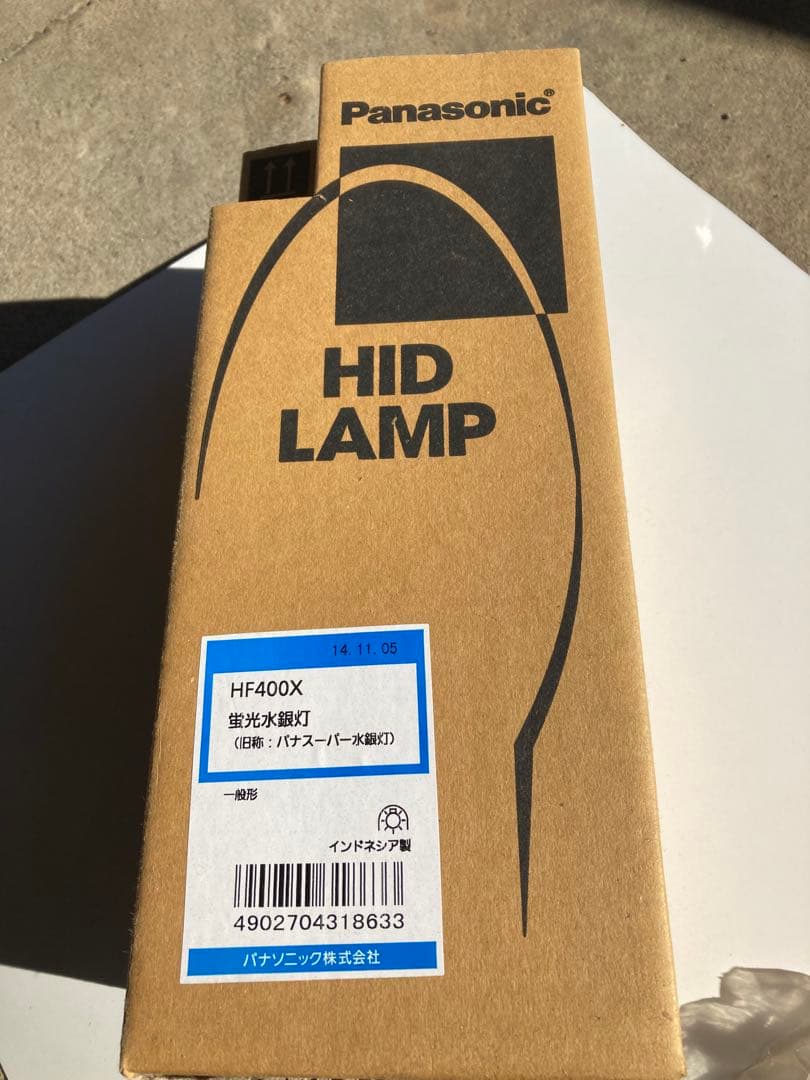 Panasonic®
HID
LAMP
14.11.05
HF400X
蛍光水銀灯
(旧称：パナスーパー水銀灯)
一般形
インドネシア製
4902704318633
パナソニック株式会社